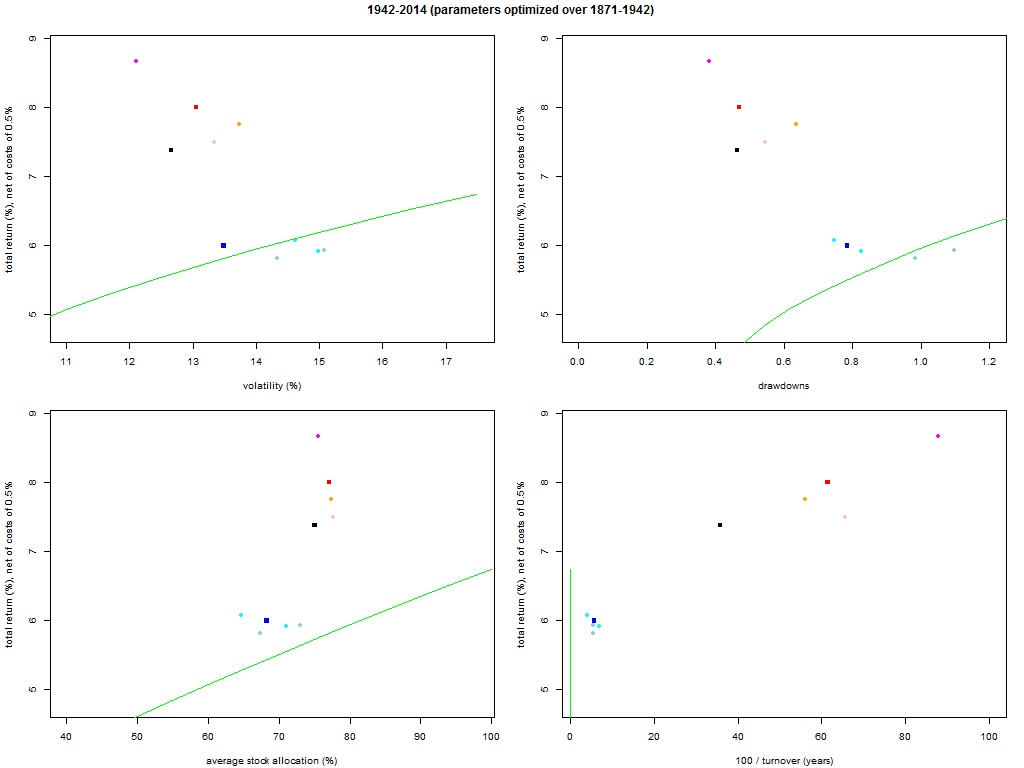 1942-2014 (parameters optimized over 1871-1942)
total return (%), net of costs of 0.5%
9
8
7
6
5
11 12 13 14 15 16 17
volatility (%)
total return (%), net of costs of 0.5%
9
8
7
6
5
0.0 0.2 0.4 0.6 0.8 1.0 1.2
drawdowns
total return (%), net of costs of 0.5%
9
8
7
6
5
40 50 60 70 80 90 100
average stock allocation (%)
total return (%), net of costs of 0.5%
9
8
7
6
5
0 20 40 60 80 100
100 / turnover (years)